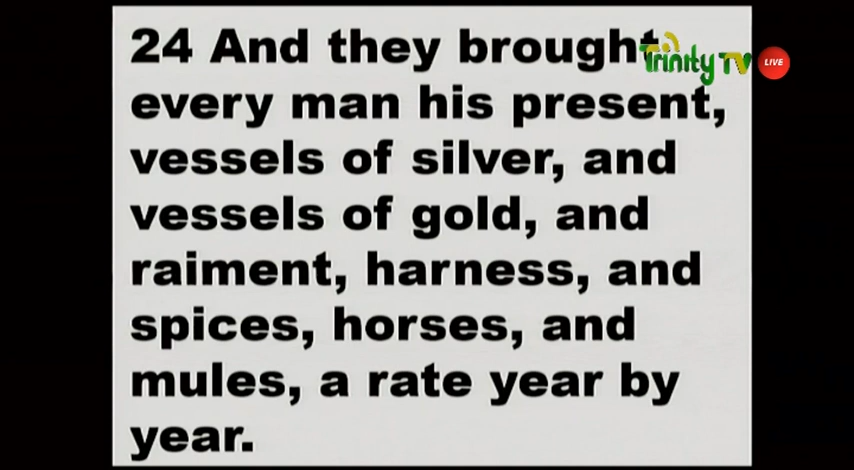 24 And they brought
every man his present,
vessels of silver, and
vessels of gold, and
raiment, harness, and
spices, horses, and
mules, a rate year by
year.
Trinity TV
LIVE